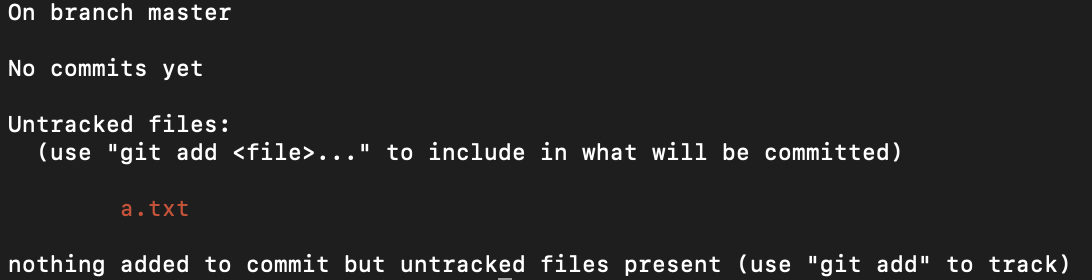 On branch master
No commits yet
Untracked files:
(use "git add <file>..." to include in what will be committed)
a.txt
nothing added to commit but untracked files present (use "git add" to track)